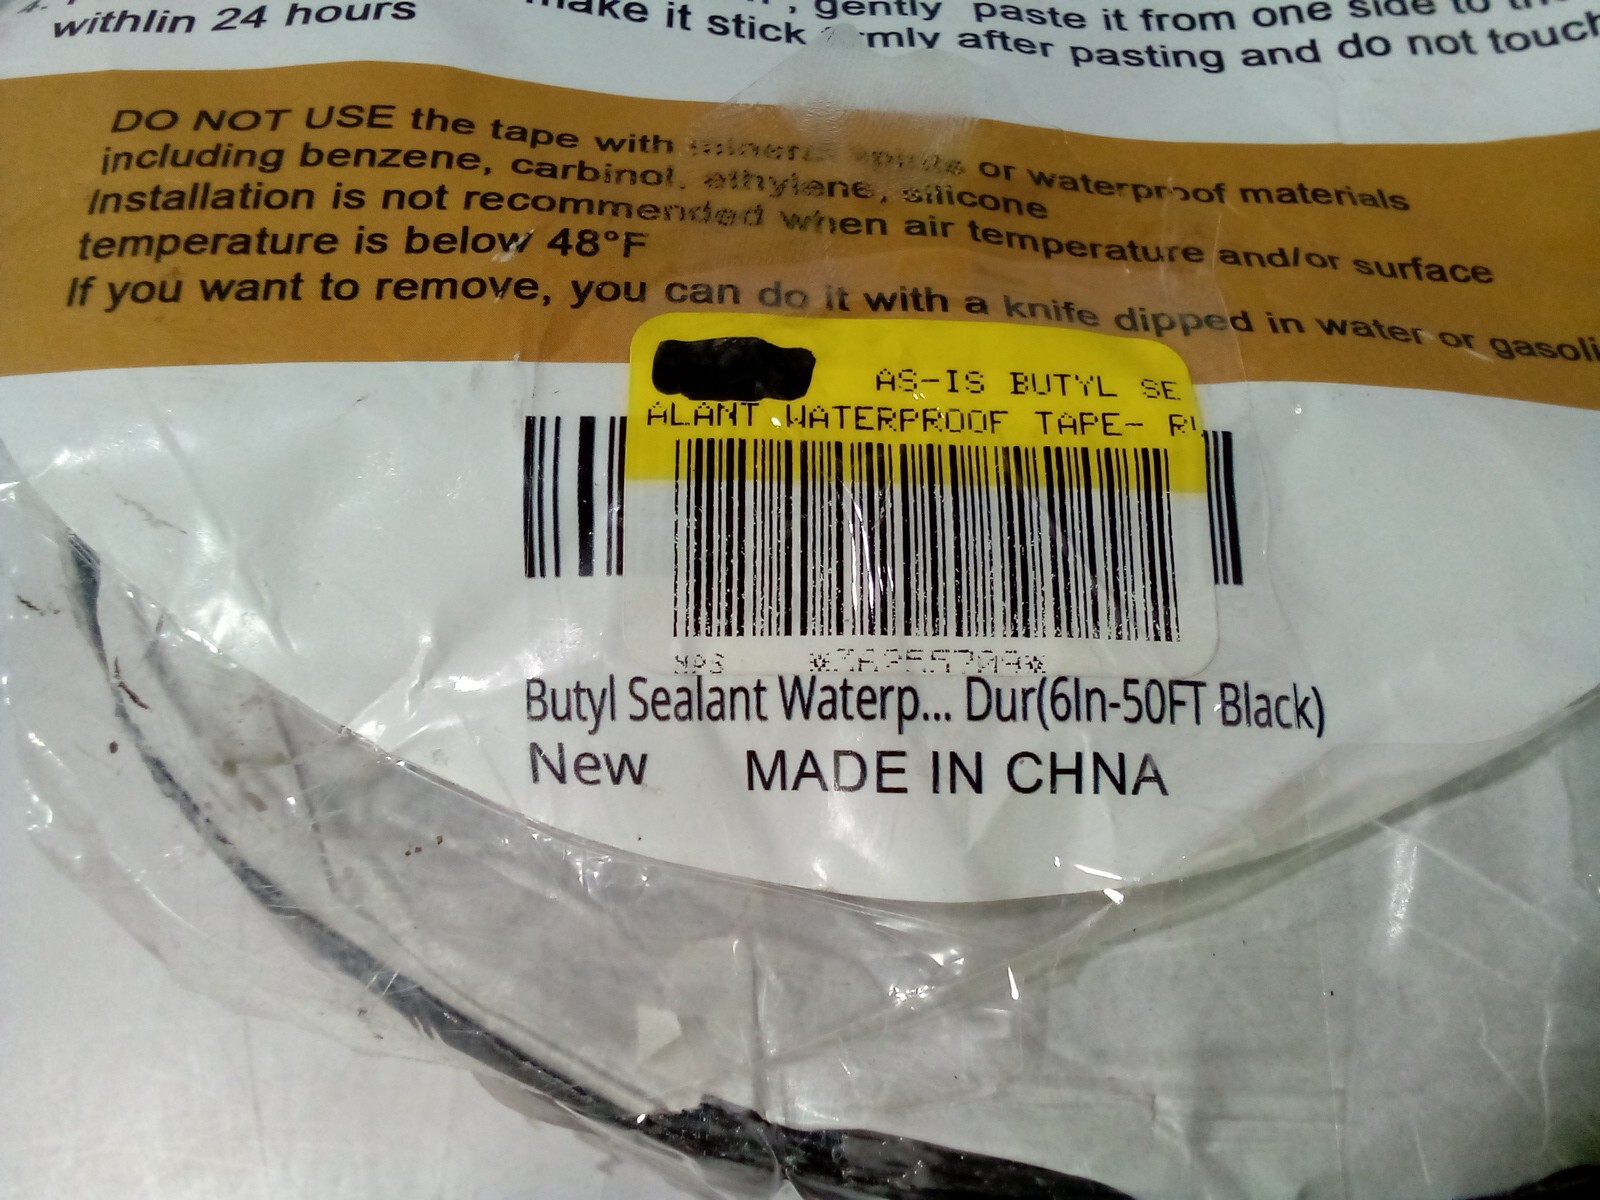 gently paste it from one side to
withlin 24 hours
make it stick firmly after pasting and do not touch
DO NOT USE the tape with mineral spirits or waterproof materials
including benzene, carbinol, ethylene, silicone
Installation is not recommended when air temperature and/or surface
temperature is below 48°F
If you want to remove, you can do it with a knife dipped in water or gasoli
AS-IS BUTYL SE
ALANT WATERPROOF TAPE- R
Butyl Sealant Waterp... Dur(6In-50FT Black)
New MADE IN CHNA